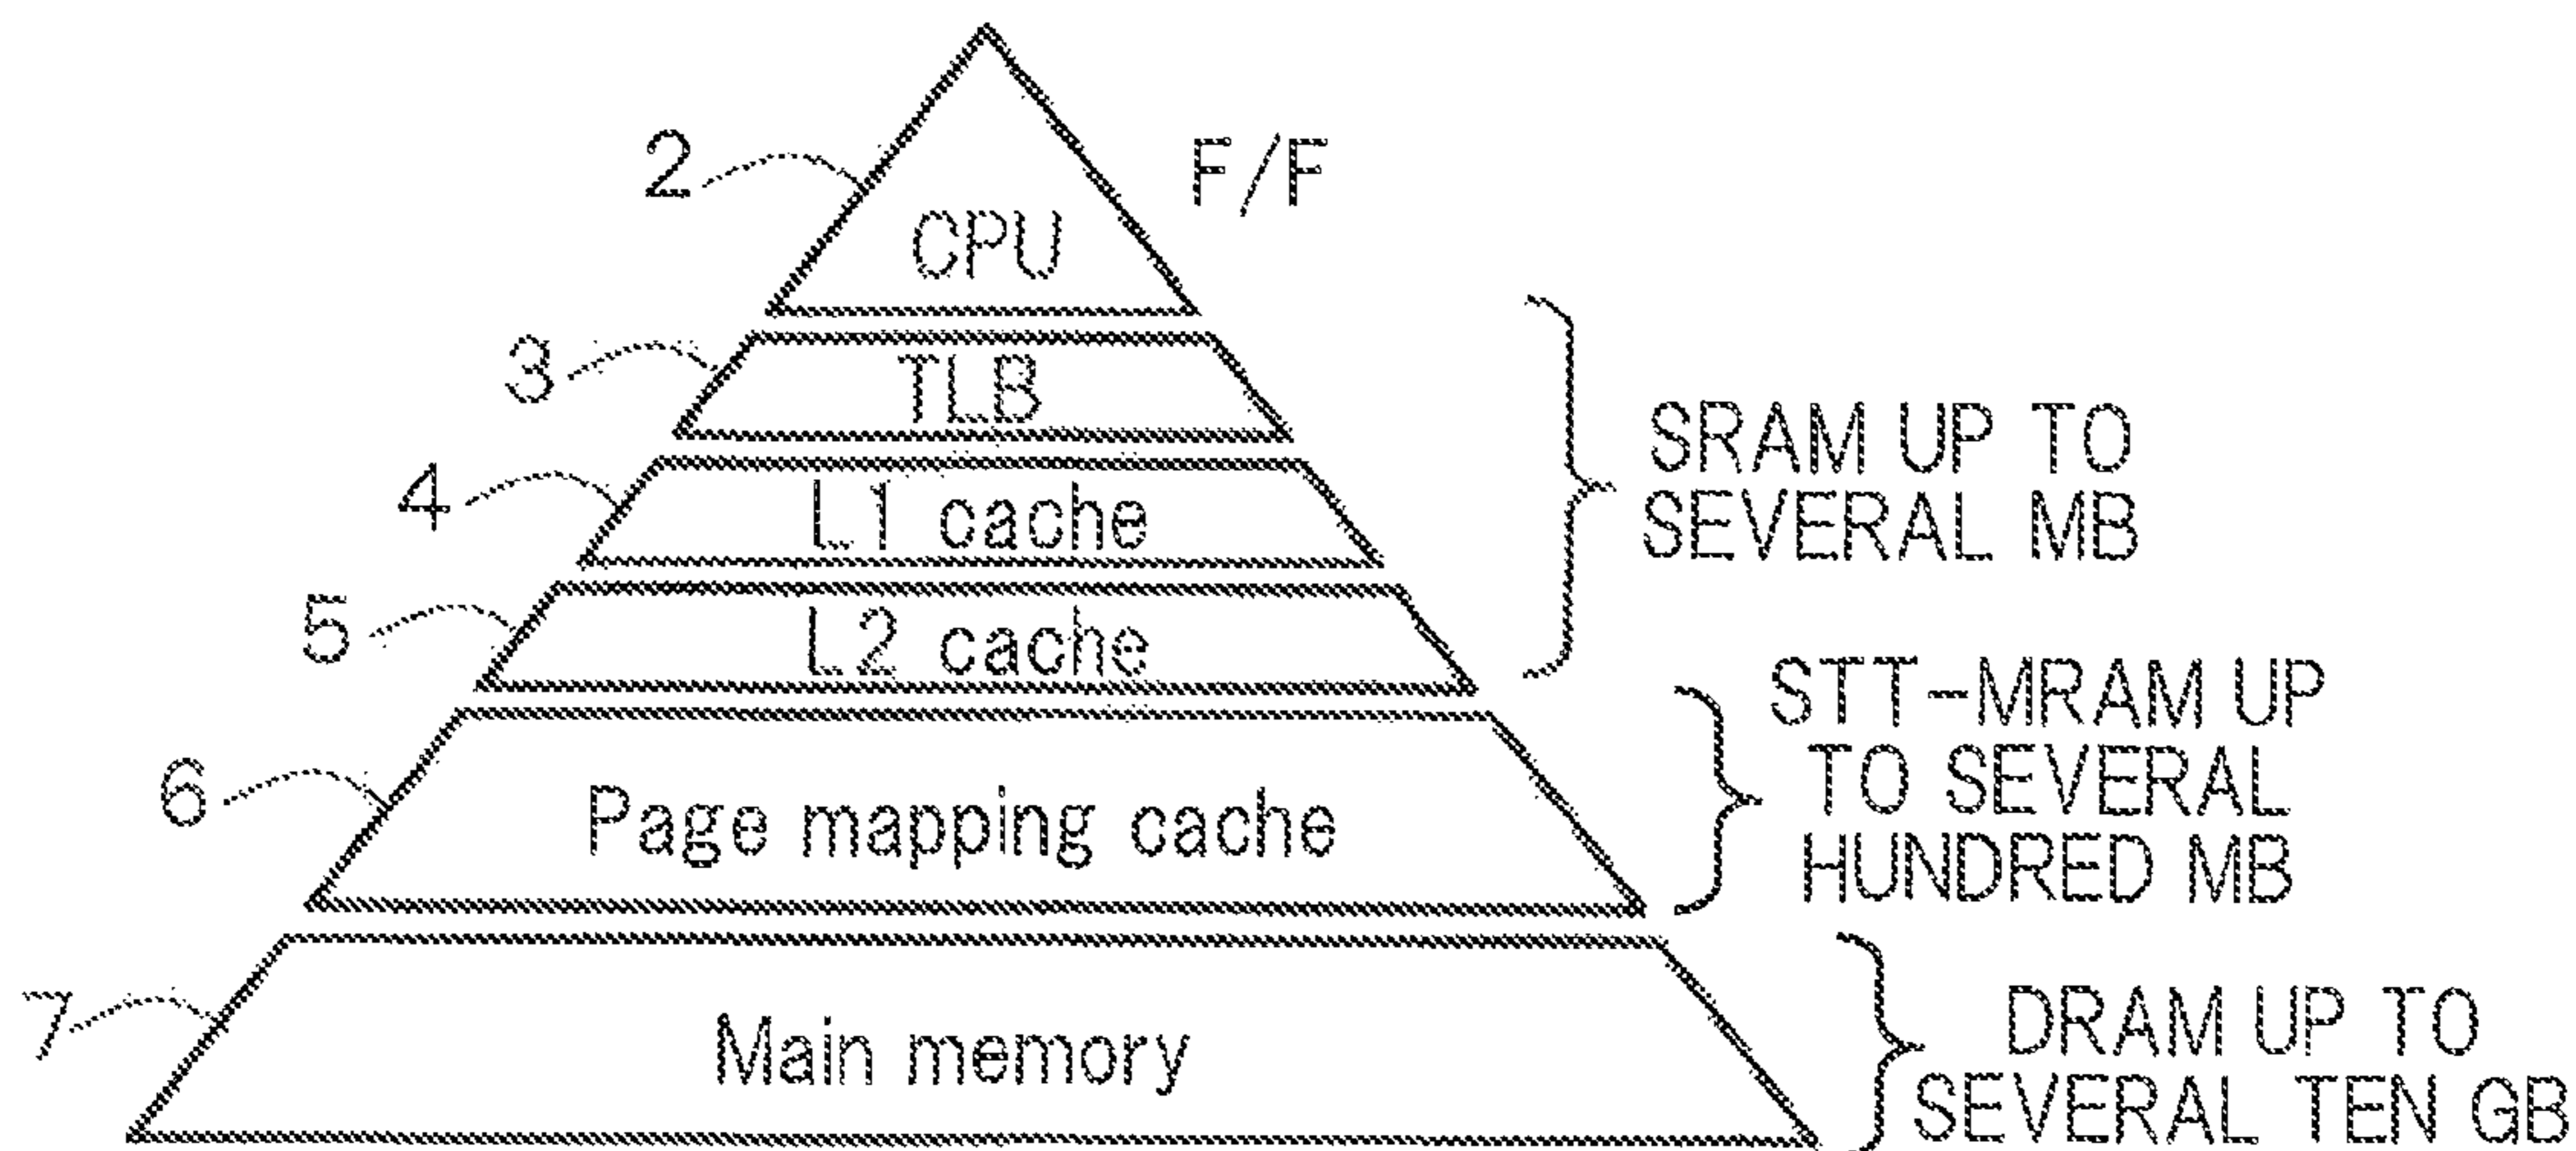 2
F/F
CPU
3
TLB
4
L1 cache
SRAM UP TO
SEVERAL MB
5
L2 cache
6
Page mapping cache
STT-MRAM UP
TO SEVERAL
HUNDRED MB
7
Main memory
DRAM UP TO
SEVERAL TEN GB